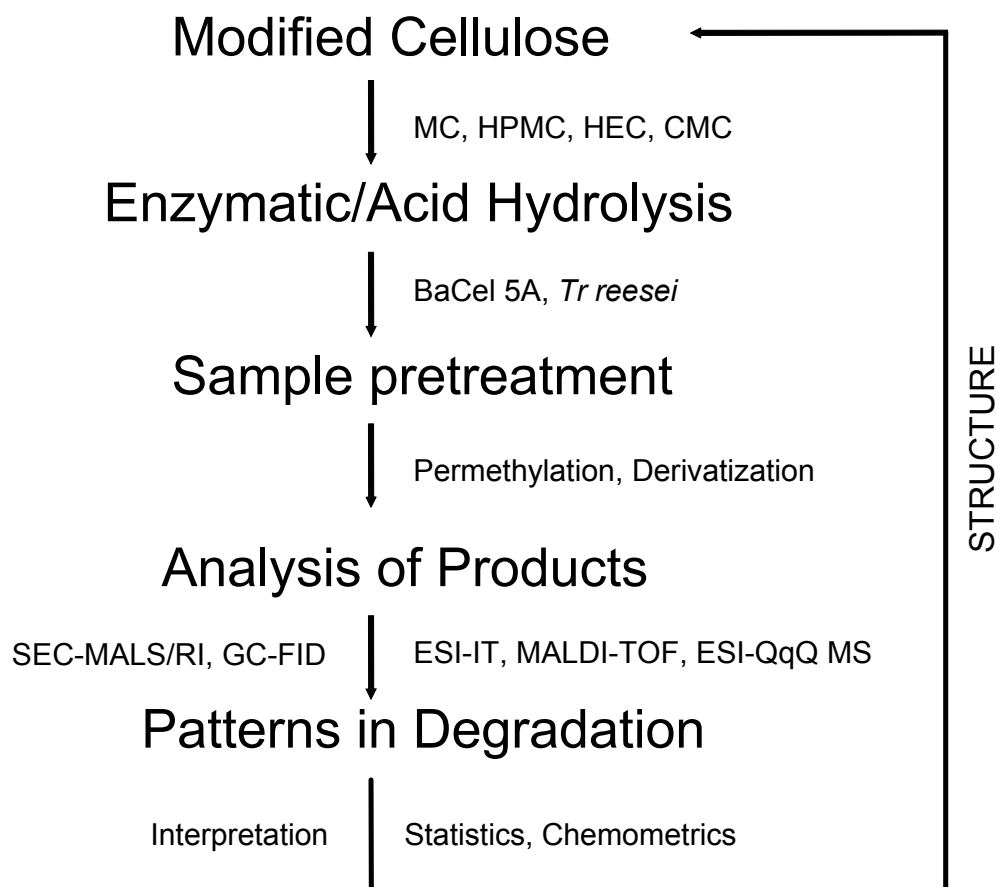 Modified Cellulose
MC, HPMC, HEC, CMC
Enzymatic/Acid Hydrolysis
BaCel 5A, Tr reesei
Sample pretreatment
Permethylation, Derivatization
Analysis of Products
SEC-MALS/RI, GC-FID
ESI-IT, MALDI-TOF, ESI-QqQ MS
Patterns in Degradation
Interpretation
Statistics, Chemometrics
STRUCTURE